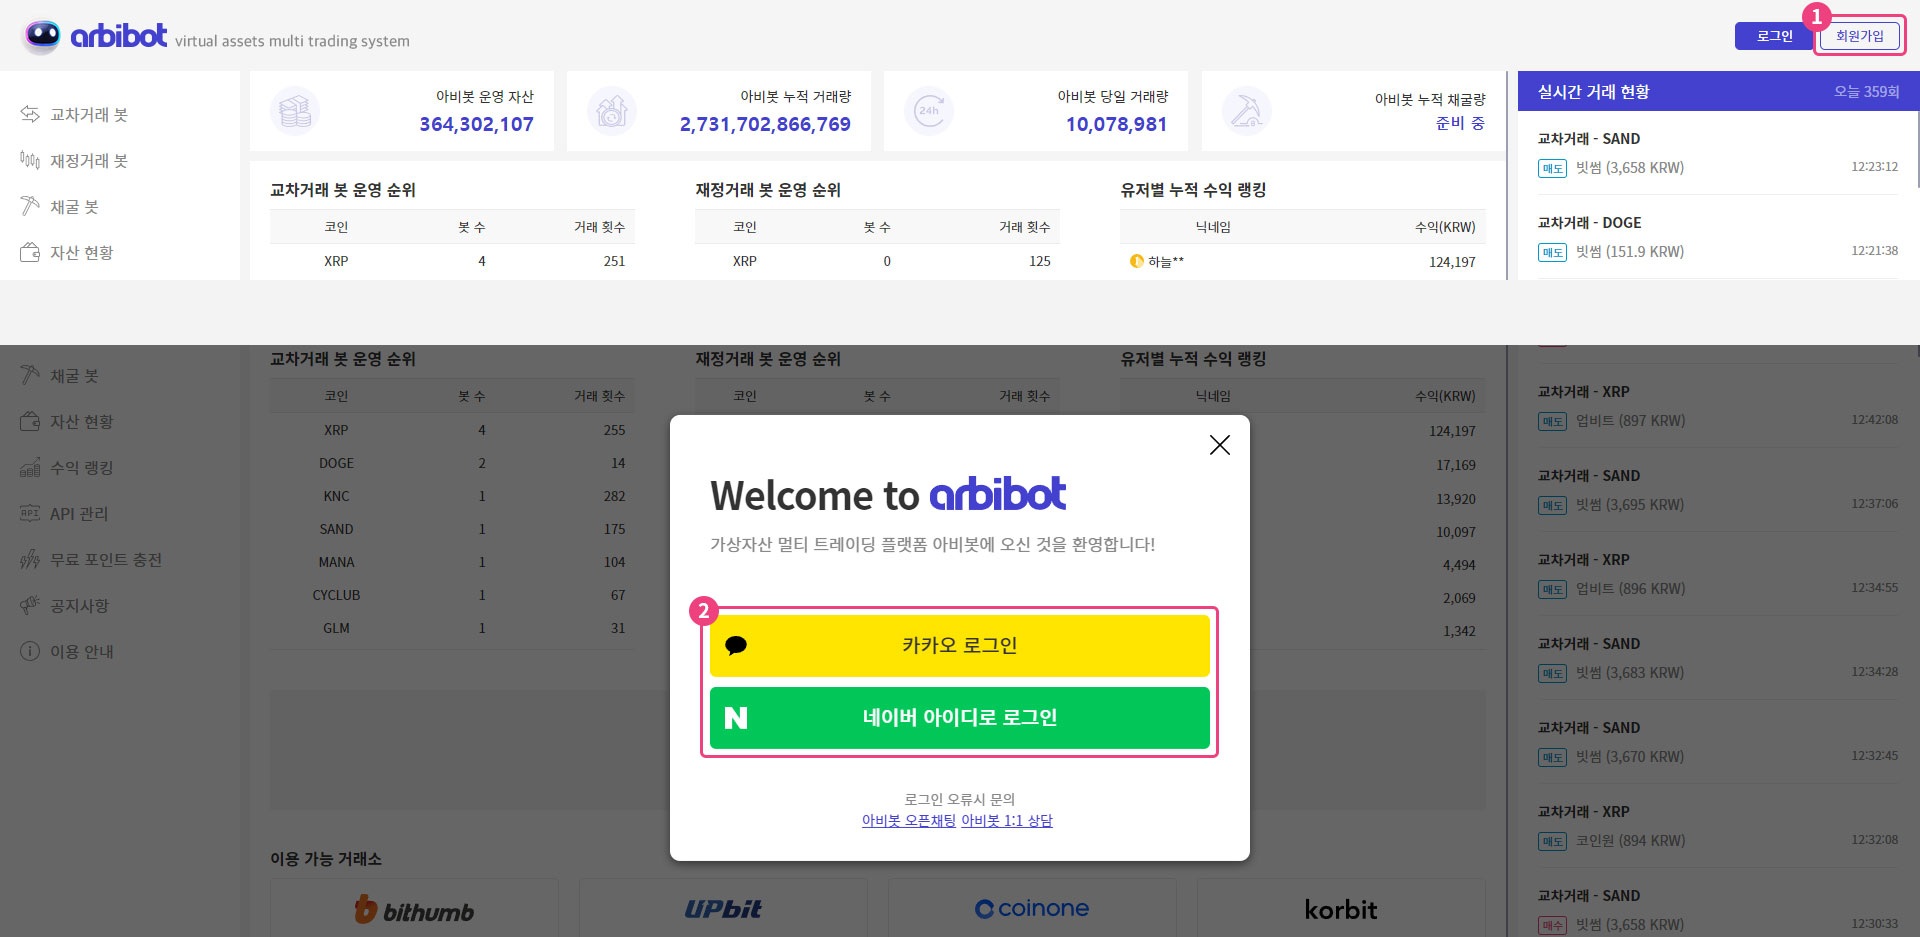 arbibot virtual assets multi trading system
로그인
1
회원가입
교차거래 봇
재정거래 봇
채굴 봇
자산 현황
아비봇 운영 자산
364,302,107
아비봇 누적 거래량
2,731,702,866,769
24h
아비봇 당일 거래량
10,078,981
아비봇 누적 채굴량
준비 중
교차거래 봇 운영 순위
코인 봇 수 거래 횟수
XRP 4 251
재정거래 봇 운영 순위
코인 봇 수 거래 횟수
XRP 0 125
유저별 누적 수익 랭킹
닉네임 수익(KRW)
하늘** 124,197
실시간 거래 현황 오늘 359회
교차거래 - SAND
매도 빗썸 (3,658 KRW) 12:23:12
교차거래 - DOGE
매도 빗썸 (151.9 KRW) 12:21:38
채굴 봇
자산 현황
수익 랭킹
API 관리
무료 포인트 충전
공지사항
이용 안내
교차거래 봇 운영 순위
코인 봇 수 거래 횟수
XRP 4 255
DOGE 2 14
KNC 1 282
SAND 1 175
MANA 1 104
CYCLUB 1 67
GLM 1 31
재정거래 봇 운영 순위
코인 봇 수 거래 횟수
유저별 누적 수익 랭킹
닉네임 수익(KRW)
124,197
17,169
13,920
10,097
4,494
2,069
1,342
Welcome to arbibot
가상자산 멀티 트레이딩 플랫폼 아비봇에 오신 것을 환영합니다!
2
카카오 로그인
N 네이버 아이디로 로그인
로그인 오류시 문의
아비봇 오픈채팅 아비봇 1:1 상담
이용 가능 거래소
bithumb
UPbit
coinone
korbit
교차거래 - XRP
매도 업비트 (897 KRW) 12:42:08
교차거래 - SAND
매도 빗썸 (3,695 KRW) 12:37:06
교차거래 - XRP
매도 업비트 (896 KRW) 12:34:55
교차거래 - SAND
매도 빗썸 (3,683 KRW) 12:34:28
교차거래 - SAND
매도 빗썸 (3,670 KRW) 12:32:45
교차거래 - XRP
매도 코인원 (894 KRW) 12:32:08
교차거래 - SAND
매수 빗썸 (3,658 KRW) 12:30:33